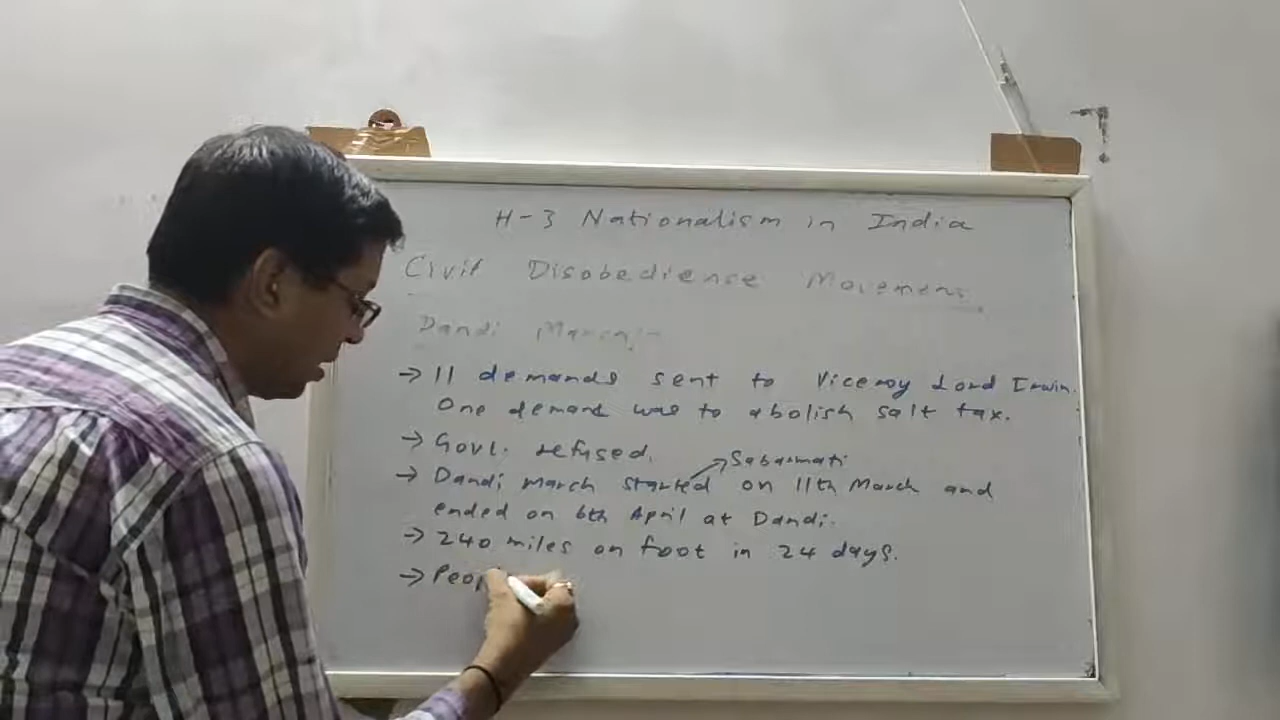 H-3 Nationalism in India
Civil Disobedience Movement
Dandi March:-
→ 11 demands sent to Viceroy Lord Irwin.
One demand was to abolish salt tax.
→ Govt. refused.
→ Sabarmati
→ Dandi March started on 11th March and
ended on 6th April at Dandi.
→ 240 miles on foot in 24 days.
→ Peop